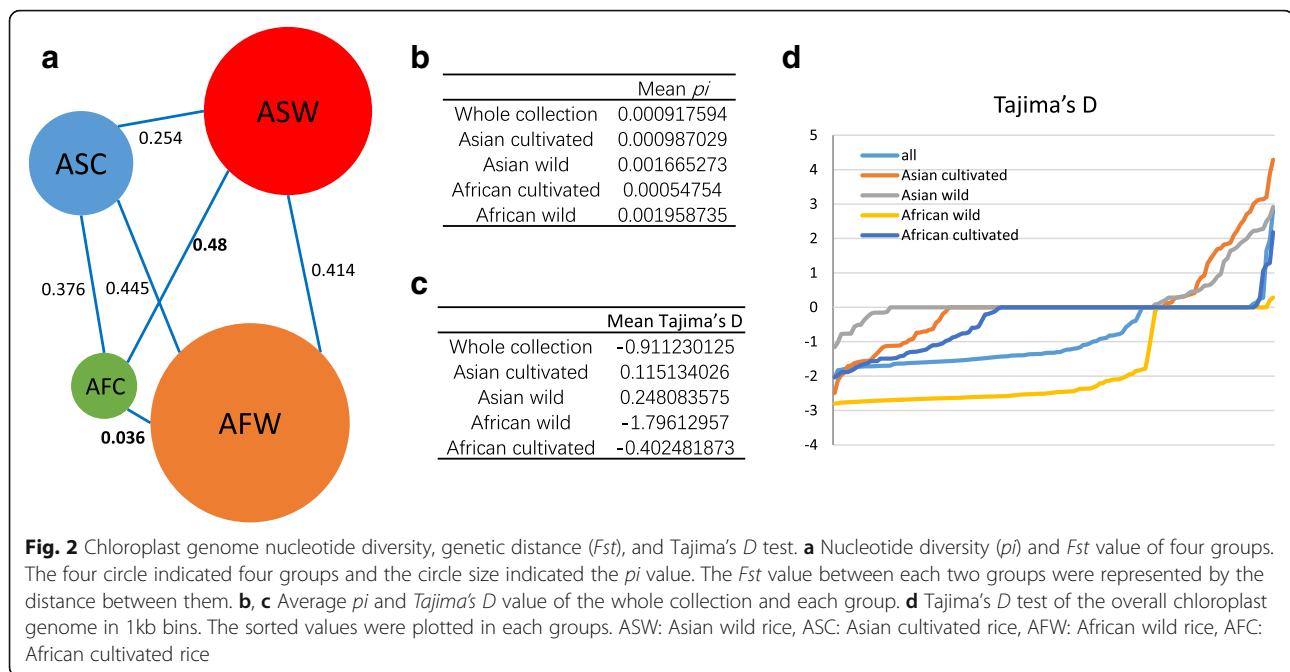 a
ASW
ASC
0.254
0.48
0.376
0.445
0.414
AFC
AFW
0.036
b
Mean pi
Whole collection 0.000917594
Asian cultivated 0.000987029
Asian wild 0.001665273
African cultivated 0.00054754
African wild 0.001958735
c
Mean Tajima's D
Whole collection -0.911230125
Asian cultivated 0.115134026
Asian wild 0.248083575
African wild -1.79612957
African cultivated -0.402481873
d
Tajima's D
5
4
3
2
1
0
-1
-2
-3
-4
all
Asian cultivated
Asian wild
African wild
African cultivated
Fig. 2 Chloroplast genome nucleotide diversity, genetic distance (Fst), and Tajima's D test. a Nucleotide diversity (pi) and Fst value of four groups.
The four circle indicated four groups and the circle size indicated the pi value. The Fst value between each two groups were represented by the
distance between them. b, c Average pi and Tajima's D value of the whole collection and each group. d Tajima's D test of the overall chloroplast
genome in 1kb bins. The sorted values were plotted in each groups. ASW: Asian wild rice, ASC: Asian cultivated rice, AFW: African wild rice, AFC:
African cultivated rice